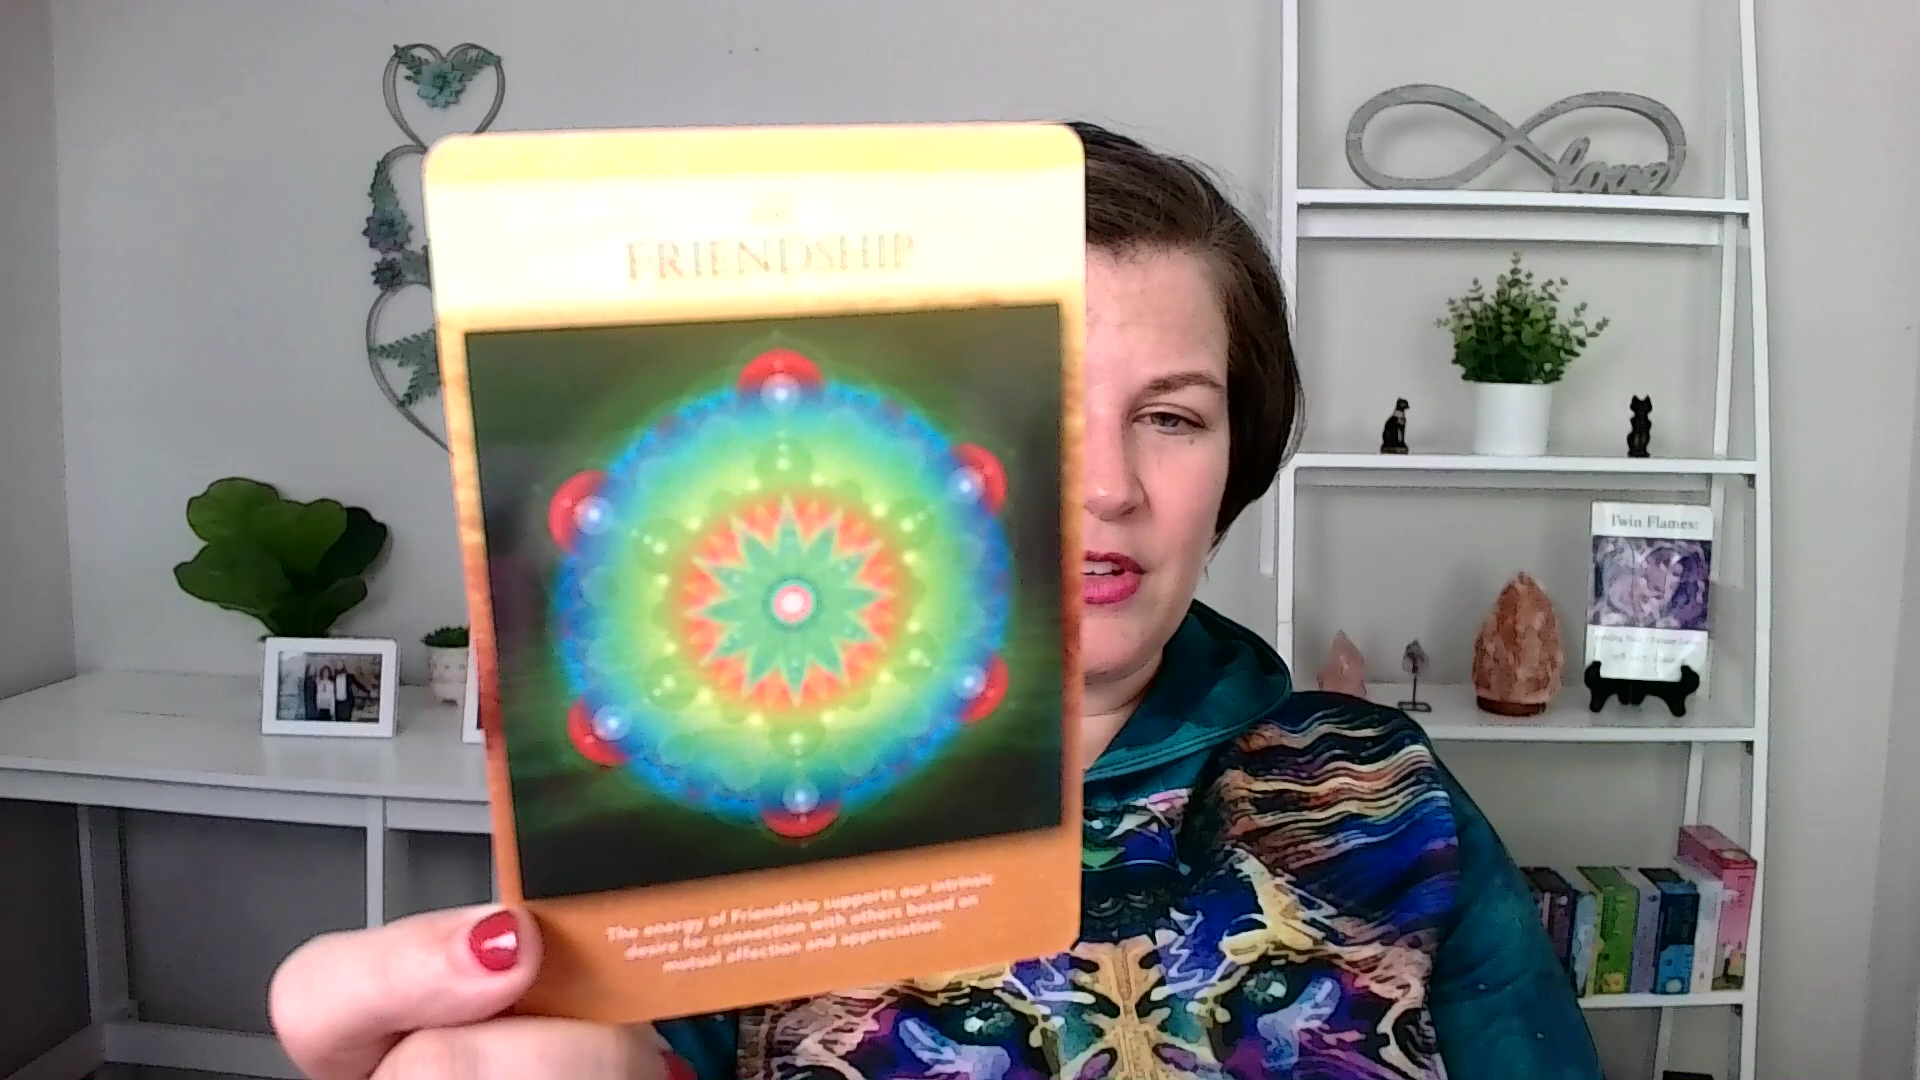 love
FRIENDSHIP
Twin Flames:
The energy of Friendship supports our intrinsic
desire for connection with others based on
mutual affection and appreciation.